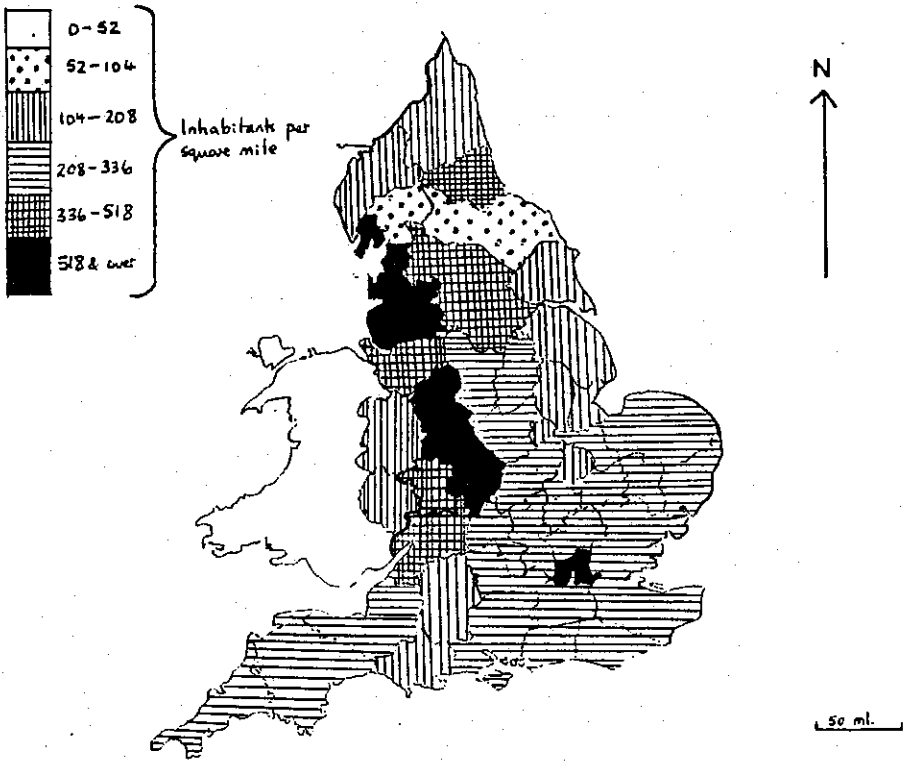 0-52
52-104
104-208
208-336
336-518
518 & over
Inhabitants per
square mile
N
50 ml.